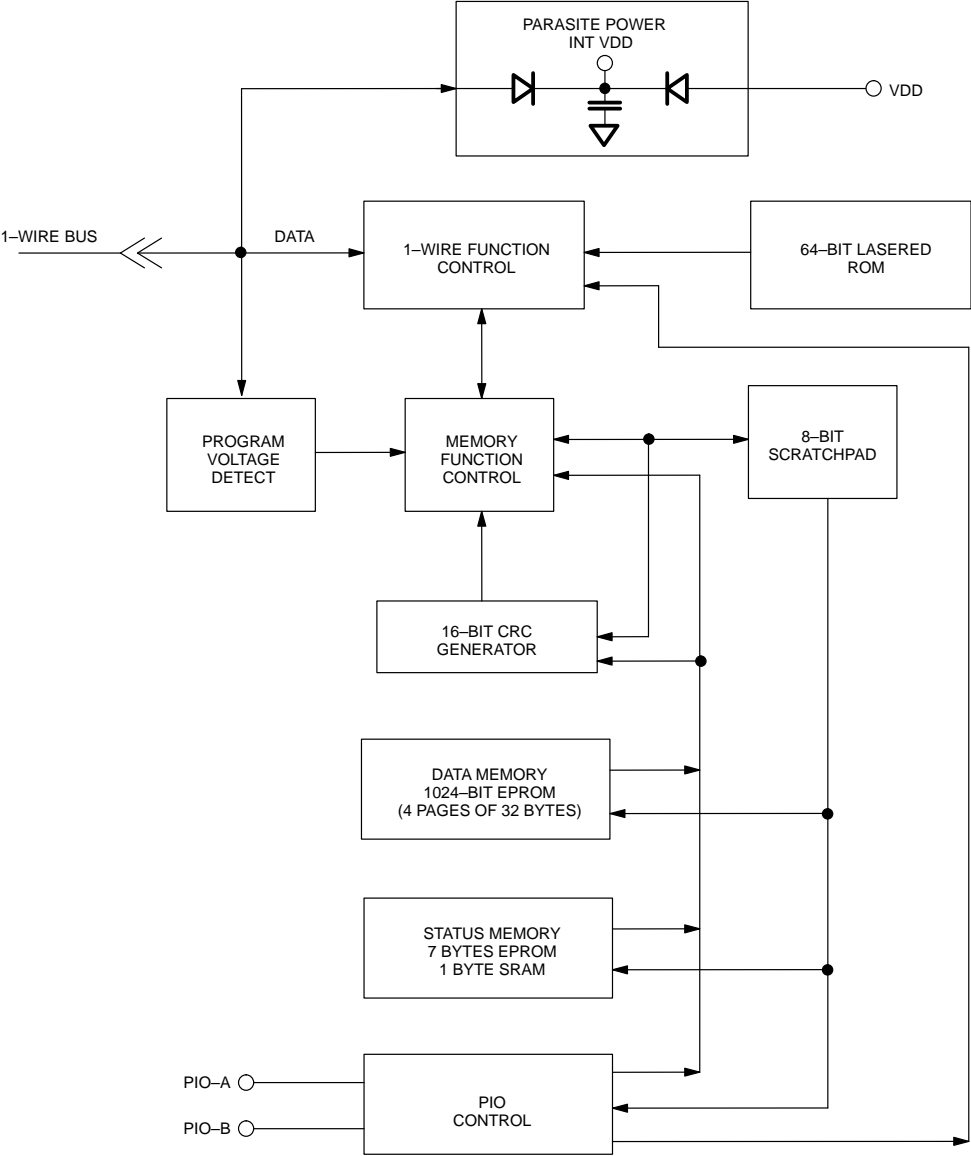 PARASITE POWER
INT VDD
VDD
1–WIRE BUS
DATA
1–WIRE FUNCTION
CONTROL
64–BIT LASERED
ROM
PROGRAM
VOLTAGE
DETECT
MEMORY
FUNCTION
CONTROL
8–BIT
SCRATCHPAD
16–BIT CRC
GENERATOR
DATA MEMORY
1024–BIT EPROM
(4 PAGES OF 32 BYTES)
STATUS MEMORY
7 BYTES EPROM
1 BYTE SRAM
PIO–A
PIO–B
PIO
CONTROL